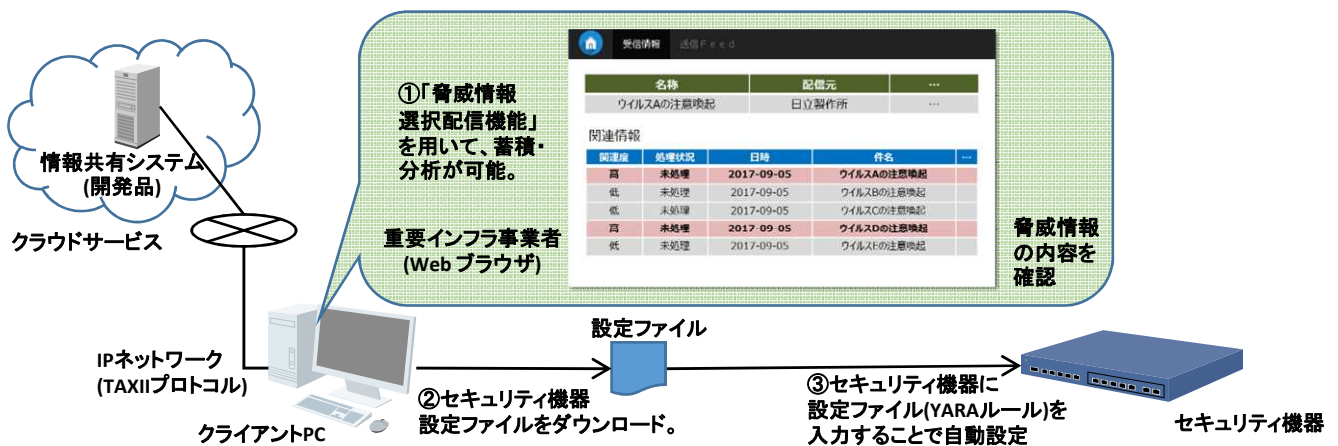 情報共有システム
(開発品)
クラウドサービス
IPネットワーク
(TAXIIプロトコル)
クライアントPC
①「脅威情報
選択配信機能」
を用いて、蓄積・
分析が可能。
重要インフラ事業者
(Web ブラウザ)
受信情報 送信Feed
名称 配信元 …
ウイルスAの注意喚起 日立製作所 …
関連情報
関連度 処理状況 日時 件名 …
高 未処理 2017-09-05 ウイルスAの注意喚起
低 未処理 2017-09-05 ウイルスBの注意喚起
低 未処理 2017-09-05 ウイルスCの注意喚起
高 未処理 2017-09-05 ウイルスDの注意喚起
低 未処理 2017-09-05 ウイルスEの注意喚起
脅威情報
の内容を
確認
設定ファイル
②セキュリティ機器
設定ファイルをダウンロード。
③セキュリティ機器に
設定ファイル(YARAルール)を
入力することで自動設定
セキュリティ機器